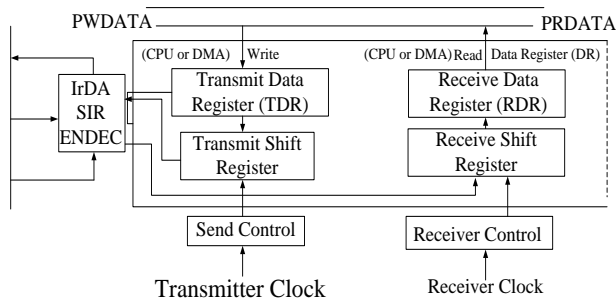 PWDATA
PRDATA
(CPU or DMA) Write
(CPU or DMA) Read Data Register (DR)
IrDA
SIR
ENDEC
Transmit Data
Register (TDR)
Receive Data
Register (RDR)
Transmit Shift
Register
Receive Shift
Register
Send Control
Receiver Control
Transmitter Clock
Receiver Clock